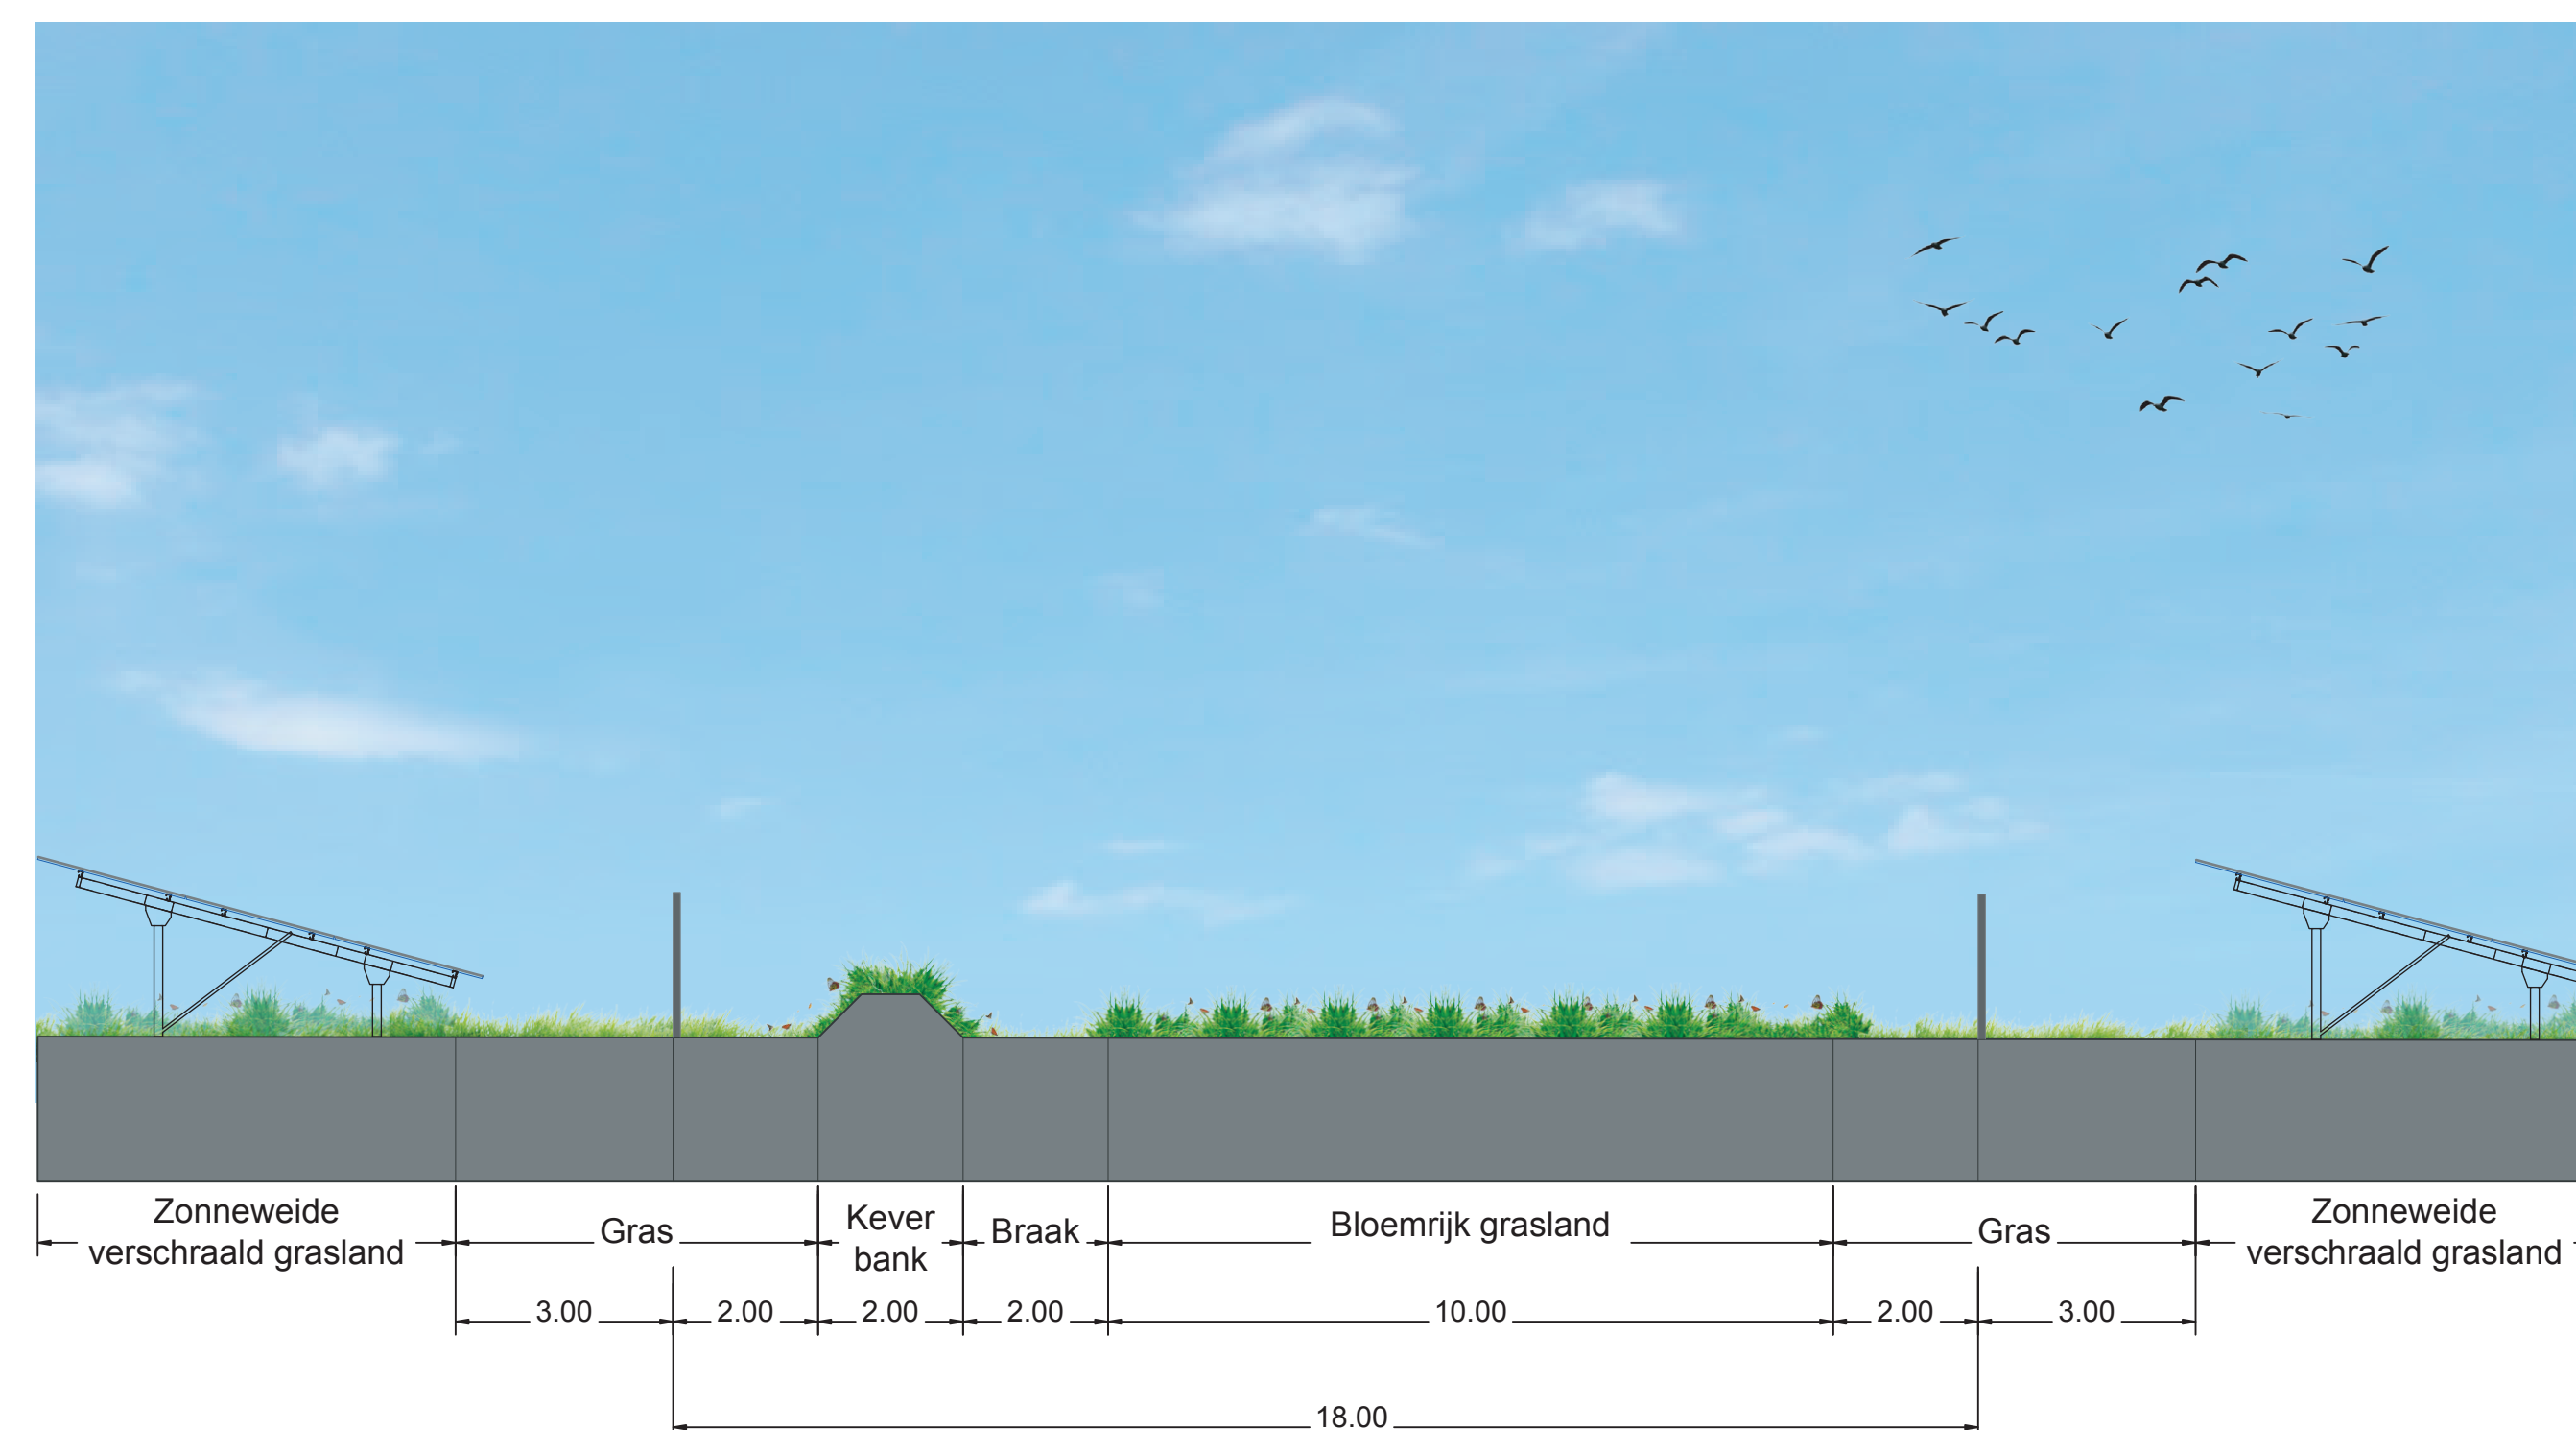 Zonneweide
verschraald grasland
Gras
Kever
bank
Braak
Bloemrijk grasland
Gras
Zonneweide
verschraald grasland
3.00
2.00
2.00
2.00
10.00
2.00
3.00
18.00